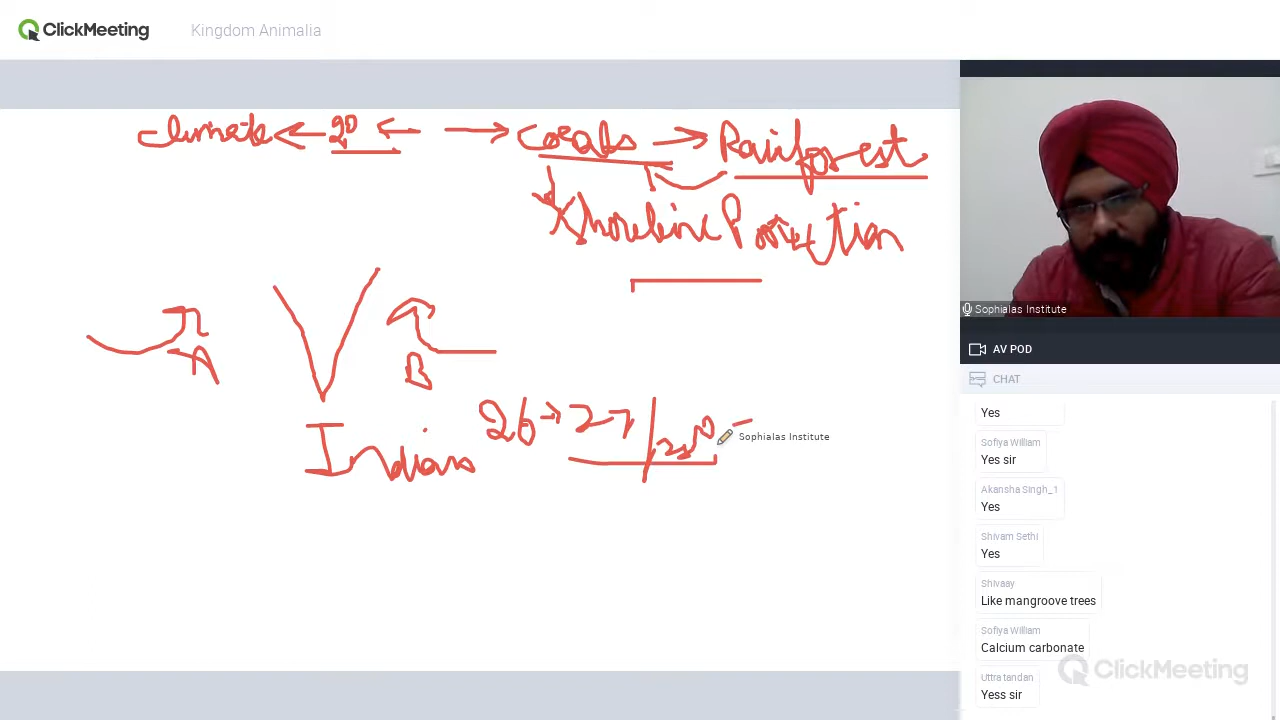 ClickMeeting
Kingdom Animalia
climate ← 2° ← → Corals → Rainforest
Shoreline Protection
A
B
Indian
26 → 27
Sophialas Institute
Sophialas Institute
AV POD
CHAT
Yes
Sofiya William
Yes sir
Akansha Singh_1
Yes
Shivam Sethi
Yes
Shivaay
Like mangroove trees
Sofiya William
Calcium carbonate
Uttra tandan
Yess sir
ClickMeeting